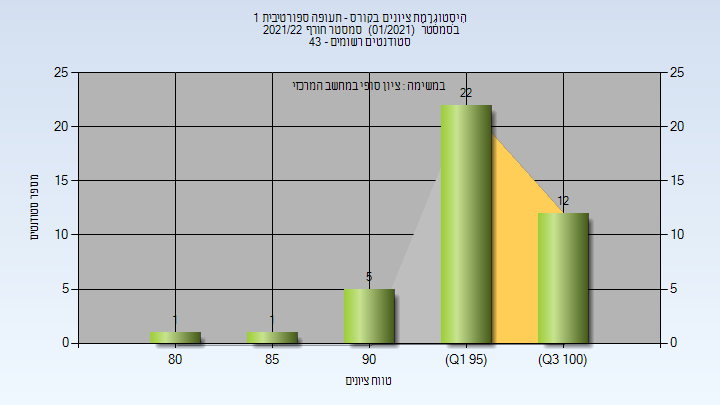 היסטוגרמת ציונים בקורס - תעופה ספורטיבית 1
בסמסטר (01/2021) סמסטר חורף 2021/22
סטודנטים רשומים - 43
במשימה : ציון סופי במחשב המרכזי
25 25
20 20
15 15
10 10
5 5
0 0
1 1 5 22 12
80 85 90 (Q1 95) (Q3 100)
מספר סטודנטים
טווח ציונים